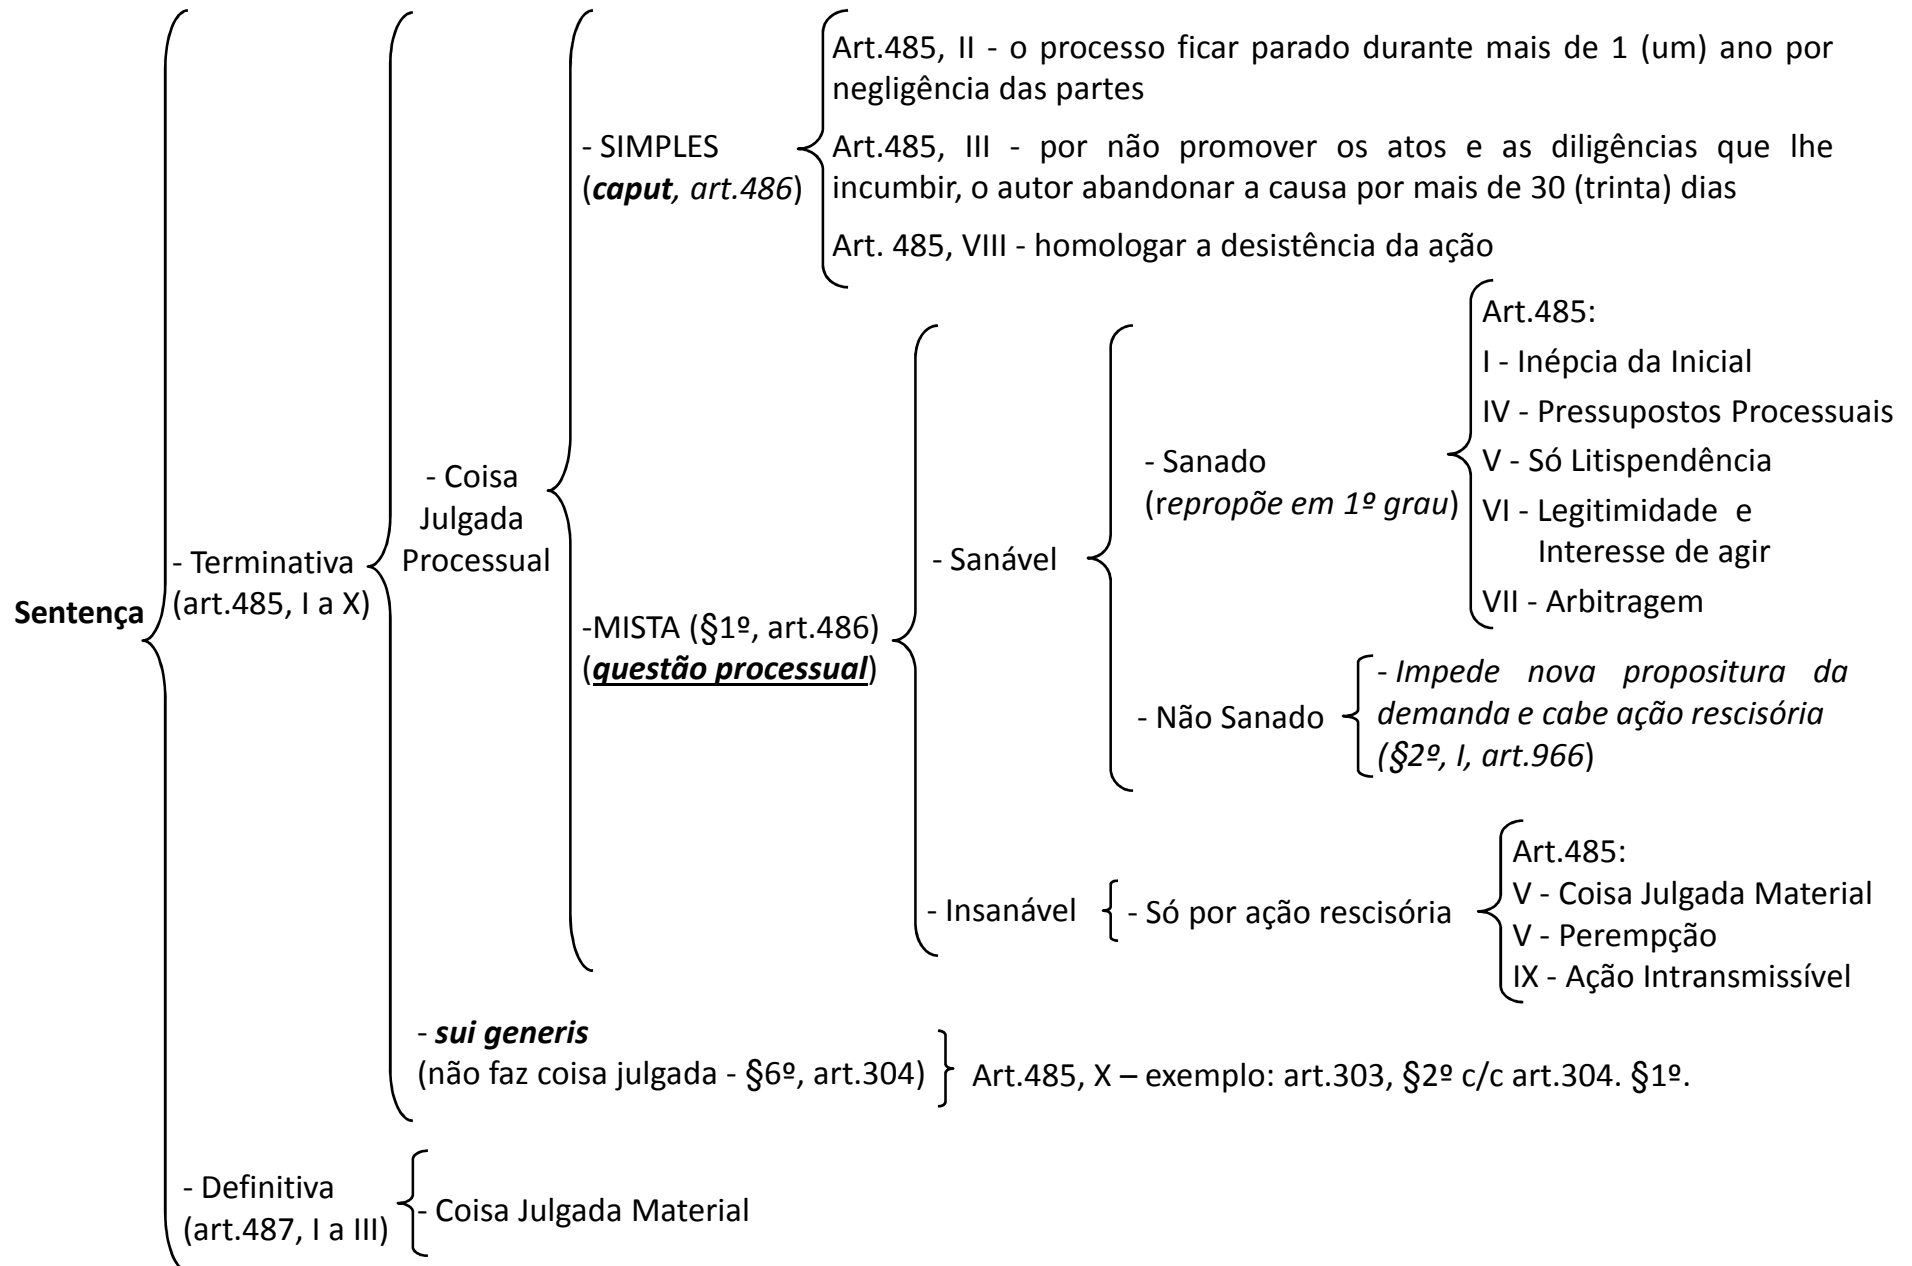 Sentença
- Terminativa
(art.485, I a X)
- Coisa
Julgada
Processual
- SIMPLES
(caput, art.486)
Art.485, II - o processo ficar parado durante mais de 1 (um) ano por
negligência das partes
Art.485, III - por não promover os atos e as diligências que lhe
incumbir, o autor abandonar a causa por mais de 30 (trinta) dias
Art. 485, VIII - homologar a desistência da ação
-MISTA (§1º, art.486)
(questão processual)
- Sanável
- Sanado
(repropõe em 1º grau)
Art.485:
I - Inépcia da Inicial
IV - Pressupostos Processuais
V - Só Litispendência
VI - Legitimidade e
Interesse de agir
VII - Arbitragem
- Não Sanado
- Impede nova propositura da
demanda e cabe ação rescisória
(§2º, I, art.966)
- Insanável
- Só por ação rescisória
Art.485:
V - Coisa Julgada Material
V - Perempção
IX - Ação Intransmissível
- sui generis
(não faz coisa julgada - §6º, art.304)
Art.485, X – exemplo: art.303, §2º c/c art.304. §1º.
- Definitiva
(art.487, I a III)
- Coisa Julgada Material